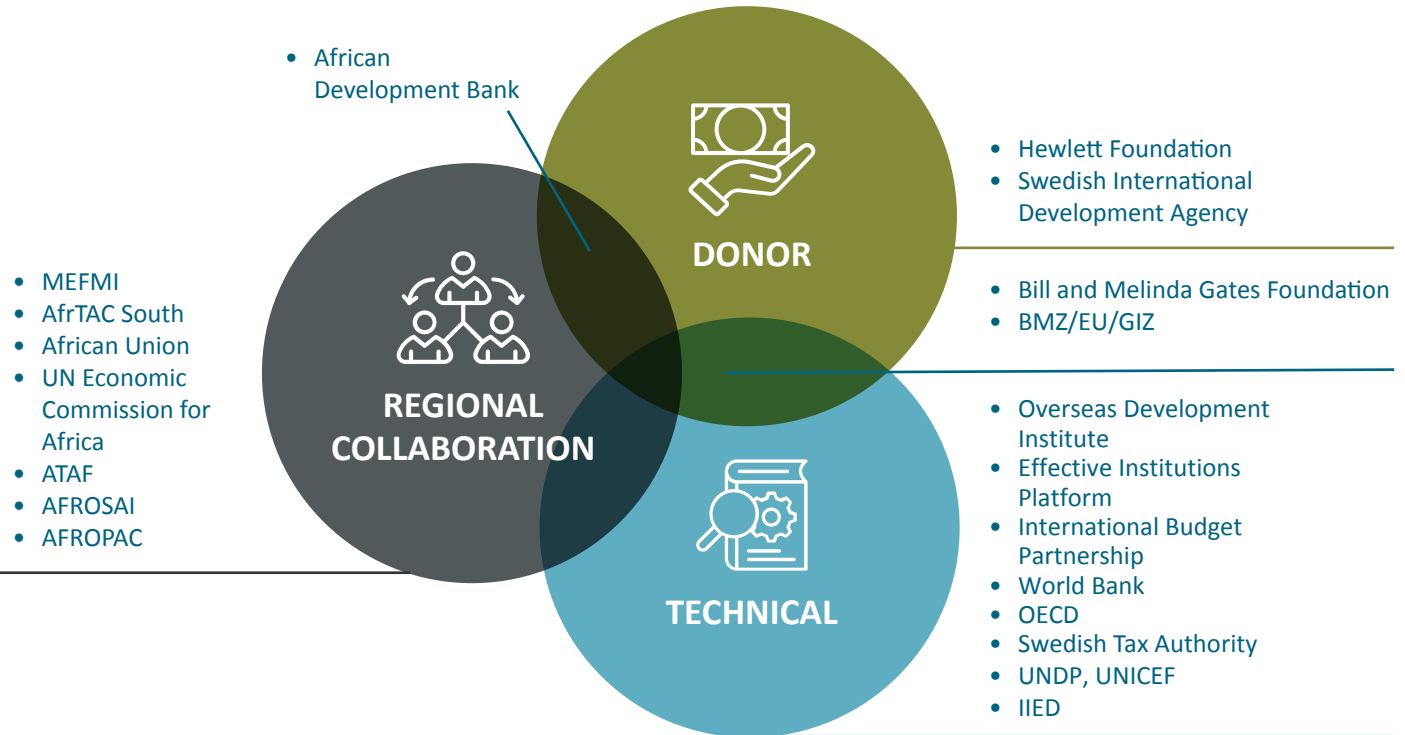 • African
Development Bank
DONOR
• Hewlett Foundation
• Swedish International
Development Agency
• Bill and Melinda Gates Foundation
• BMZ/EU/GIZ
• MEFMI
• AfrTAC South
• African Union
• UN Economic
Commission for
Africa
• ATAF
• AFROSAI
• AFROPAC
REGIONAL
COLLABORATION
TECHNICAL
• Overseas Development
Institute
• Effective Institutions
Platform
• International Budget
Partnership
• World Bank
• OECD
• Swedish Tax Authority
• UNDP, UNICEF
• IIED